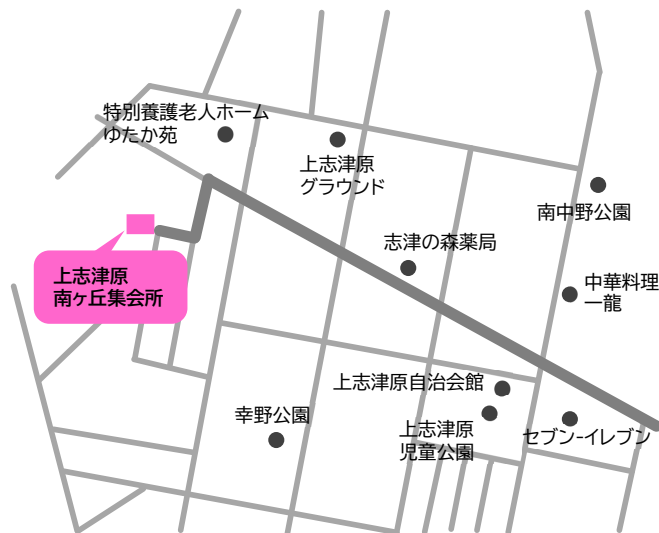 特別養護老人ホーム
ゆたか苑
上志津原
グラウンド
南中野公園
志津の森薬局
上志津原
南ヶ丘集会所
中華料理
一龍
上志津原自治会館
幸野公園
上志津原
児童公園
セブン-イレブン